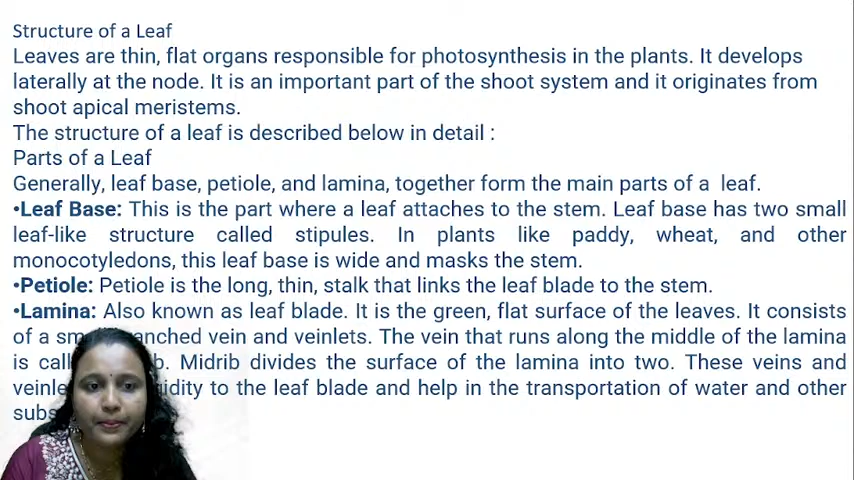 Structure of a Leaf
Leaves are thin, flat organs responsible for photosynthesis in the plants. It develops
laterally at the node. It is an important part of the shoot system and it originates from
shoot apical meristems.
The structure of a leaf is described below in detail :
Parts of a Leaf
Generally, leaf base, petiole, and lamina, together form the main parts of a leaf.
•Leaf Base: This is the part where a leaf attaches to the stem. Leaf base has two small
leaf-like structure called stipules. In plants like paddy, wheat, and other
monocotyledons, this leaf base is wide and masks the stem.
•Petiole: Petiole is the long, thin, stalk that links the leaf blade to the stem.
•Lamina: Also known as leaf blade. It is the green, flat surface of the leaves. It consists
of a vein and veinlets. The vein that runs along the middle of the lamina
is Midrib divides the surface of the lamina into two. These veins and
to the leaf blade and help in the transportation of water and other